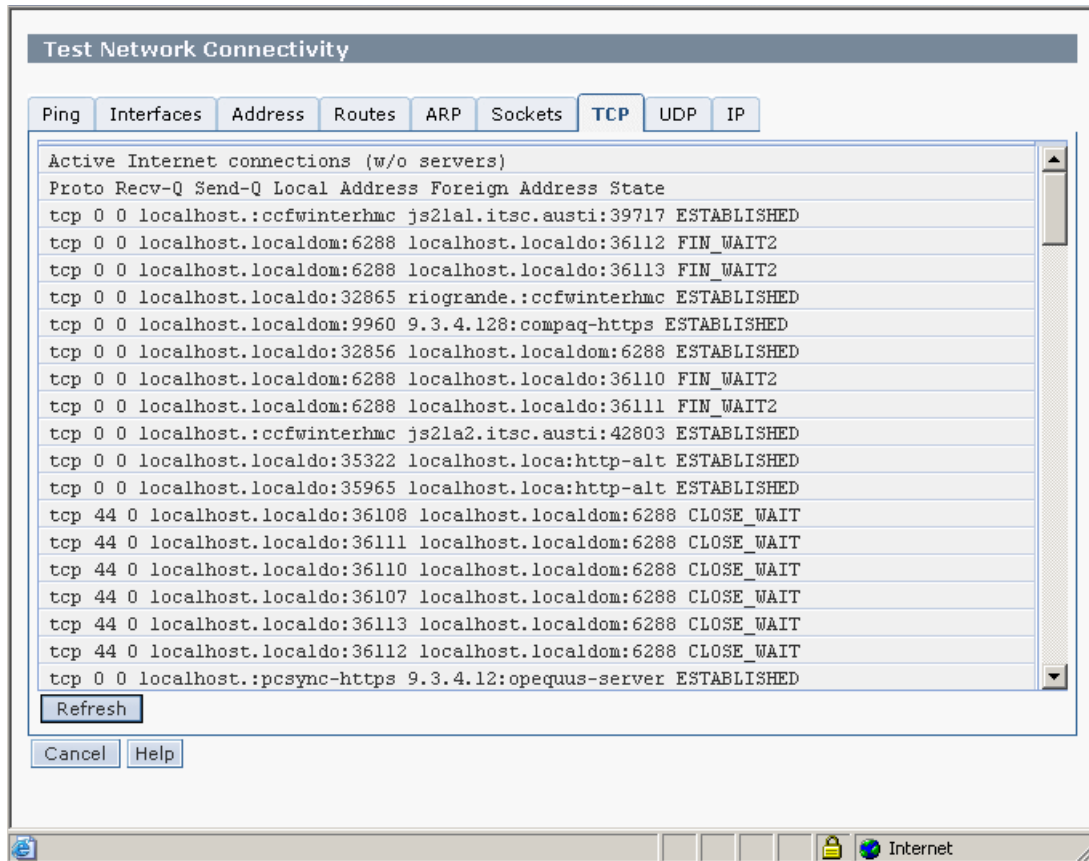 Test Network Connectivity
Ping Interfaces Address Routes ARP Sockets TCP UDP IP
Active Internet connections (w/o servers)
Proto Recv-Q Send-Q Local Address Foreign Address State
tcp 0 0 localhost.:ccfwinterhmc js21a1.itsc.austi:39717 ESTABLISHED
tcp 0 0 localhost.localdom:6288 localhost.localdo:36112 FIN_WAIT2
tcp 0 0 localhost.localdom:6288 localhost.localdo:36113 FIN_WAIT2
tcp 0 0 localhost.localdo:32865 riogrande.:ccfwinterhmc ESTABLISHED
tcp 0 0 localhost.localdom:9960 9.3.4.128:compaq-https ESTABLISHED
tcp 0 0 localhost.localdo:32856 localhost.localdom:6288 ESTABLISHED
tcp 0 0 localhost.localdom:6288 localhost.localdo:36110 FIN_WAIT2
tcp 0 0 localhost.localdom:6288 localhost.localdo:36111 FIN_WAIT2
tcp 0 0 localhost.:ccfwinterhmc js21a2.itsc.austi:42803 ESTABLISHED
tcp 0 0 localhost.localdo:35322 localhost.loca:http-alt ESTABLISHED
tcp 0 0 localhost.localdo:35965 localhost.loca:http-alt ESTABLISHED
tcp 44 0 localhost.localdo:36108 localhost.localdom:6288 CLOSE_WAIT
tcp 44 0 localhost.localdo:36111 localhost.localdom:6288 CLOSE_WAIT
tcp 44 0 localhost.localdo:36110 localhost.localdom:6288 CLOSE_WAIT
tcp 44 0 localhost.localdo:36107 localhost.localdom:6288 CLOSE_WAIT
tcp 44 0 localhost.localdo:36113 localhost.localdom:6288 CLOSE_WAIT
tcp 44 0 localhost.localdo:36112 localhost.localdom:6288 CLOSE_WAIT
tcp 0 0 localhost.:pcsync-https 9.3.4.12:opequus-server ESTABLISHED
Refresh
Cancel Help
Internet